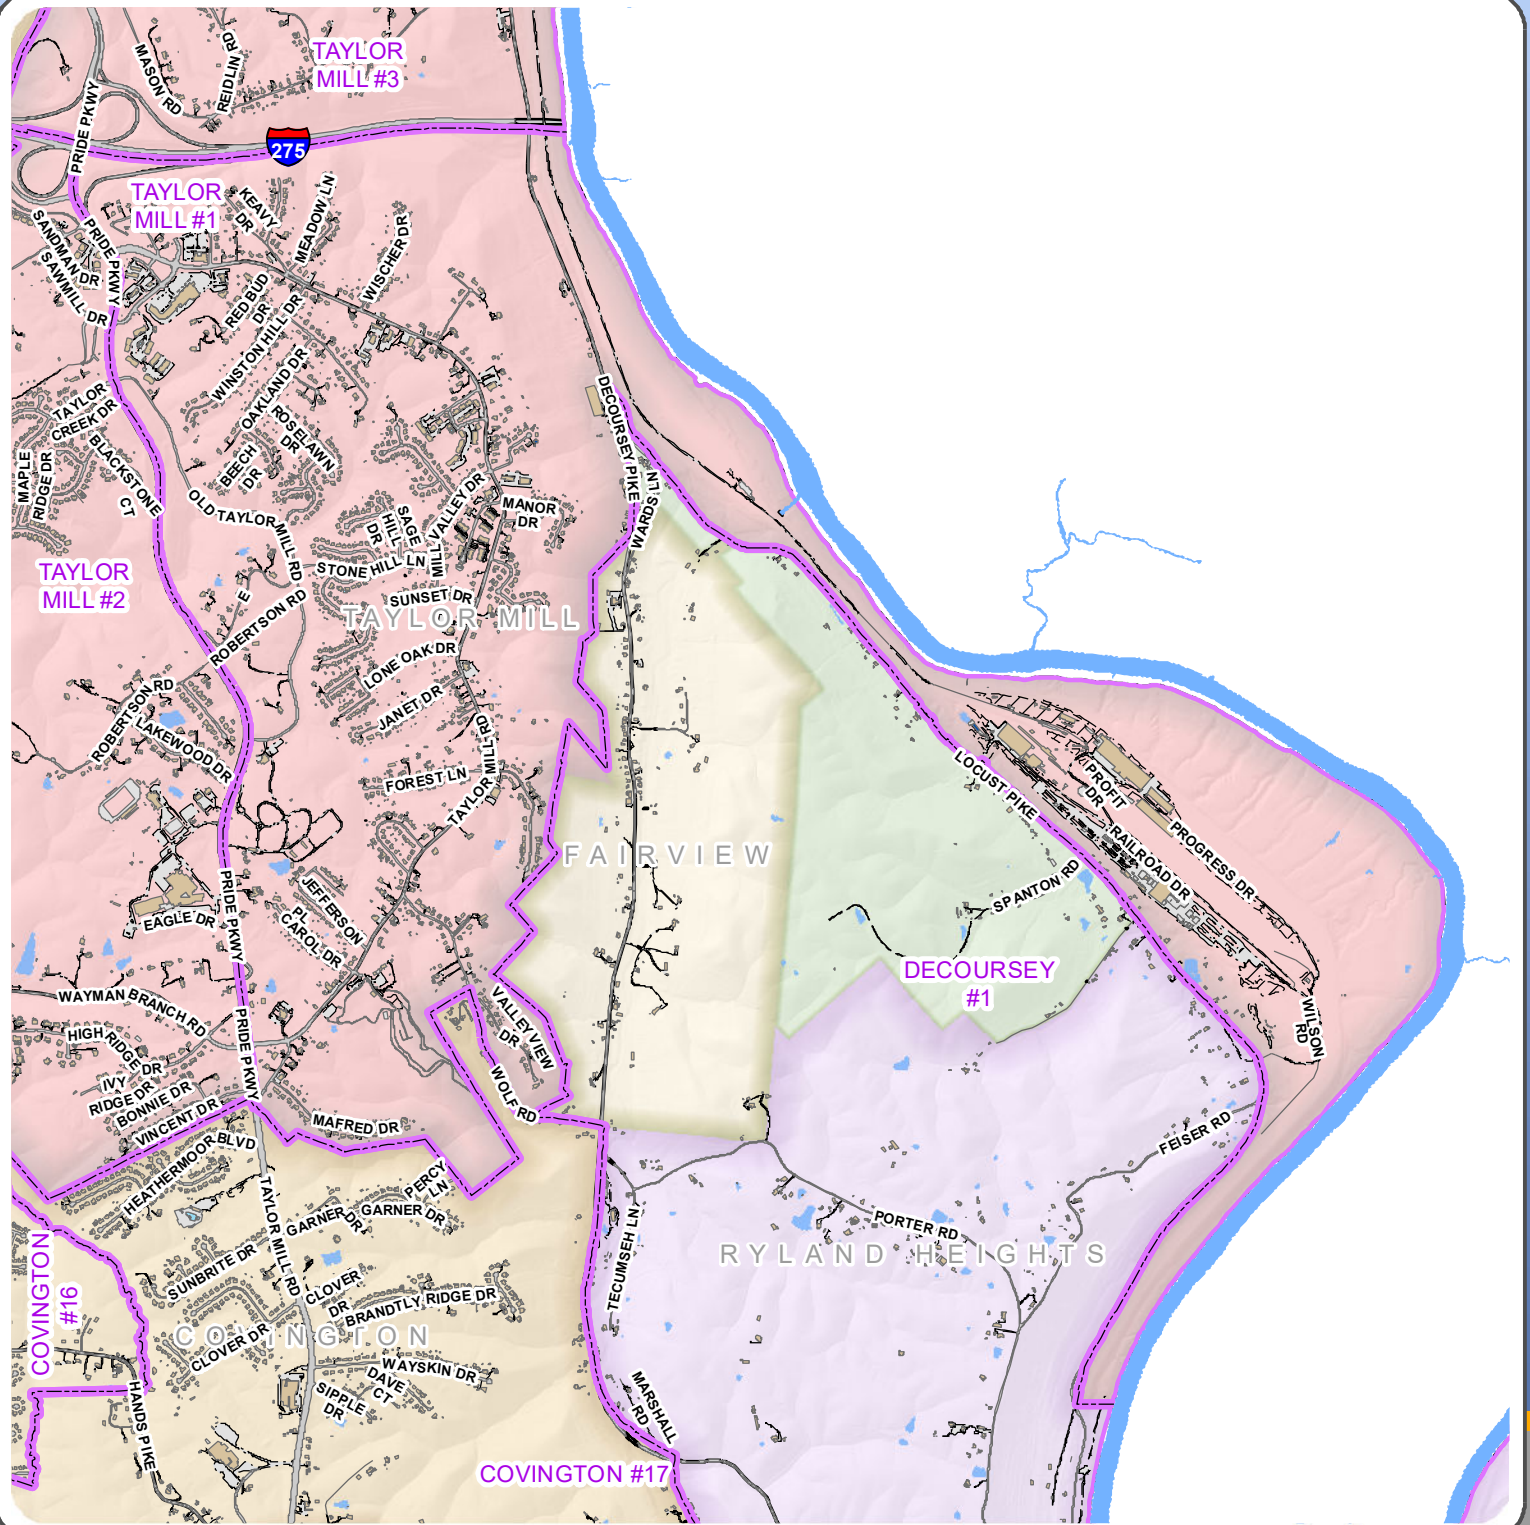 TAYLOR
MILL #3
MASON RD
REIDLIN RD
PRIDE PKWY
275
TAYLOR
MILL #1
KEAVY
DR
MEADOW LN
WISCHER DR
SANDMAN DR
SAWMILL DR
PRIDE PKWY
REDBUD
DR
WINSTON HILL DR
OAKLAND DR
ROSELAWN
DR
BEECH
DR
TAYLOR
CREEK DR
BLACKSTONE
CT
MAPLE
RIDGE DR
OLD TAYLOR MILL RD
DECOURSEY PIKE
WARDS LN
MANOR
DR
SAGE
HILL
DR
MILL VALLEY DR
STONE HILL LN
SUNSET DR
TAYLOR
MILL #2
TAYLOR MILL
E
ROBERTSON RD
LONE OAK DR
JANET DR
ROBERTSON RD
LAKEWOOD DR
FOREST LN
TAYLOR MILL RD
LOCUST PIKE
PROFIT
DR
PROGRESS DR
RAILROAD DR
FAIRVIEW
SPANTON RD
PRIDE PKWY
EAGLE DR
JEFFERSON
PL
CAROL DR
DECOURSEY
#1
WAYMAN BRANCH RD
HIGH RIDGE
DR
IVY
RIDGE DR
BONNIE DR
VINCENT DR
PRIDE PKWY
VALLEY VIEW
DR
WOLF RD
WILSON
RD
MAFRED DR
FEISER RD
HEATHERMOOR BLVD
PERCY
LN
GARNER DR
GARNER DR
TAYLOR MILL RD
TECUMSEH LN
PORTER RD
RYLAND HEIGHTS
COVINGTON
#16
SUNBRITE DR
CLOVER
DR
BRANDTLY RIDGE DR
COVINGTON
CLOVER DR
WAYSKIN DR
DAVE
CT
SIPPLE
DR
HANDS PIKE
MARSHALL
RD
COVINGTON #17